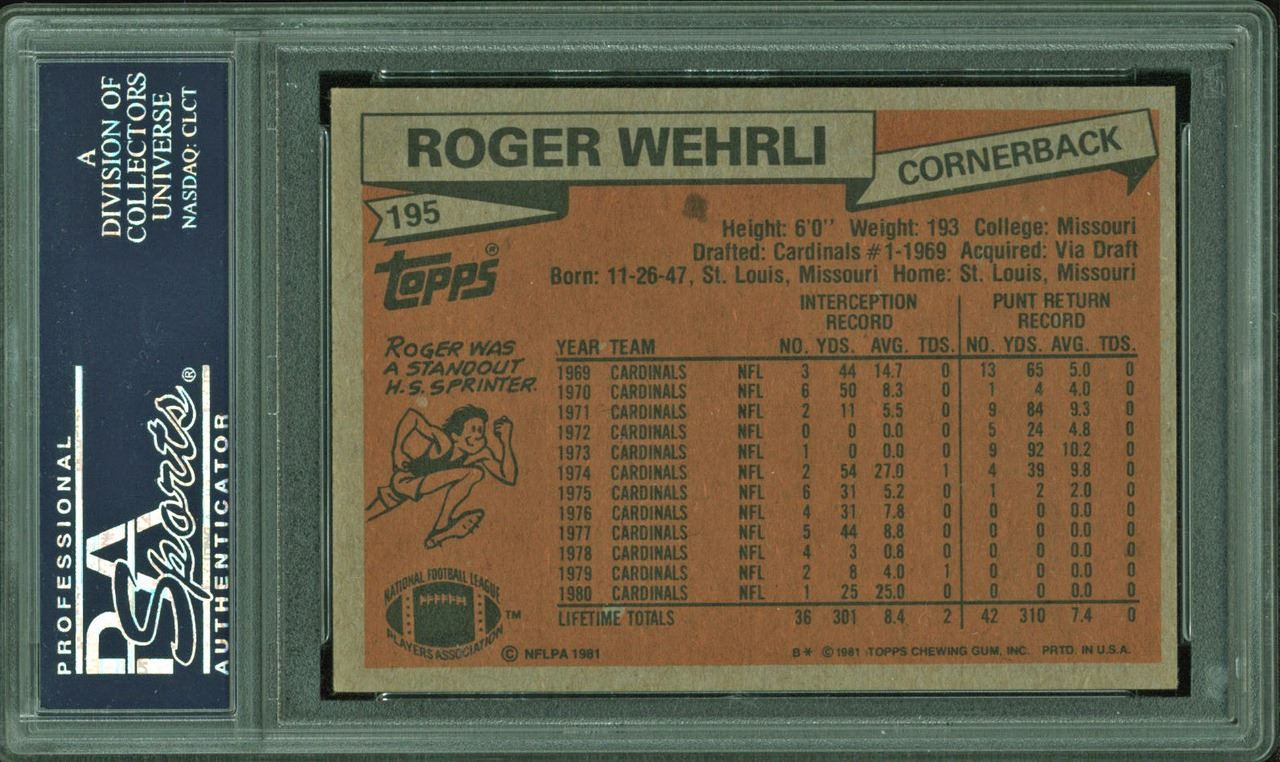 A
DIVISION OF
COLLECTORS
UNIVERSE
NASDAQ: CLCT
PROFESSIONAL
PSA
Sports®
AUTHENTICATOR
ROGER WEHRLI
CORNERBACK
195
TOPPS®
Height: 6'0'' Weight: 193 College: Missouri
Drafted: Cardinals #1-1969 Acquired: Via Draft
Born: 11-26-47, St. Louis, Missouri Home: St. Louis, Missouri
ROGER WAS
A STANDOUT
H.S. SPRINTER.
INTERCEPTION RECORD PUNT RETURN RECORD
YEAR TEAM NO. YDS. AVG. TDS. NO. YDS. AVG. TDS.
1969 CARDINALS NFL 3 44 14.7 0 13 65 5.0 0
1970 CARDINALS NFL 6 50 8.3 0 1 4 4.0 0
1971 CARDINALS NFL 2 11 5.5 0 9 84 9.3 0
1972 CARDINALS NFL 0 0 0.0 0 5 24 4.8 0
1973 CARDINALS NFL 1 0 0.0 0 9 92 10.2 0
1974 CARDINALS NFL 2 54 27.0 1 4 39 9.8 0
1975 CARDINALS NFL 6 31 5.2 0 1 2 2.0 0
1976 CARDINALS NFL 4 31 7.8 0 0 0 0.0 0
1977 CARDINALS NFL 5 44 8.8 0 0 0 0.0 0
1978 CARDINALS NFL 4 3 0.8 0 0 0 0.0 0
1979 CARDINALS NFL 2 8 4.0 1 0 0 0.0 0
1980 CARDINALS NFL 1 25 25.0 0 0 0 0.0 0
LIFETIME TOTALS 36 301 8.4 2 42 310 7.4 0
NATIONAL FOOTBALL LEAGUE
PLAYERS ASSOCIATION
™
© NFLPA 1981
B* © 1981 TOPPS CHEWING GUM, INC. PRTD. IN U.S.A.